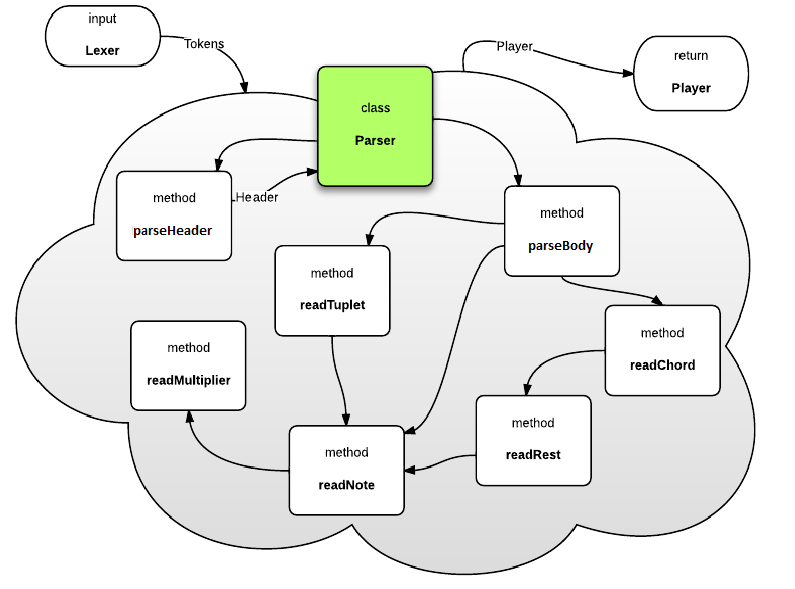 input
Lexer
Tokens
Player
return
Player
class
Parser
method
parseHeader
Header
method
parseBody
method
readTuplet
method
readChord
method
readMultiplier
method
readRest
method
readNote